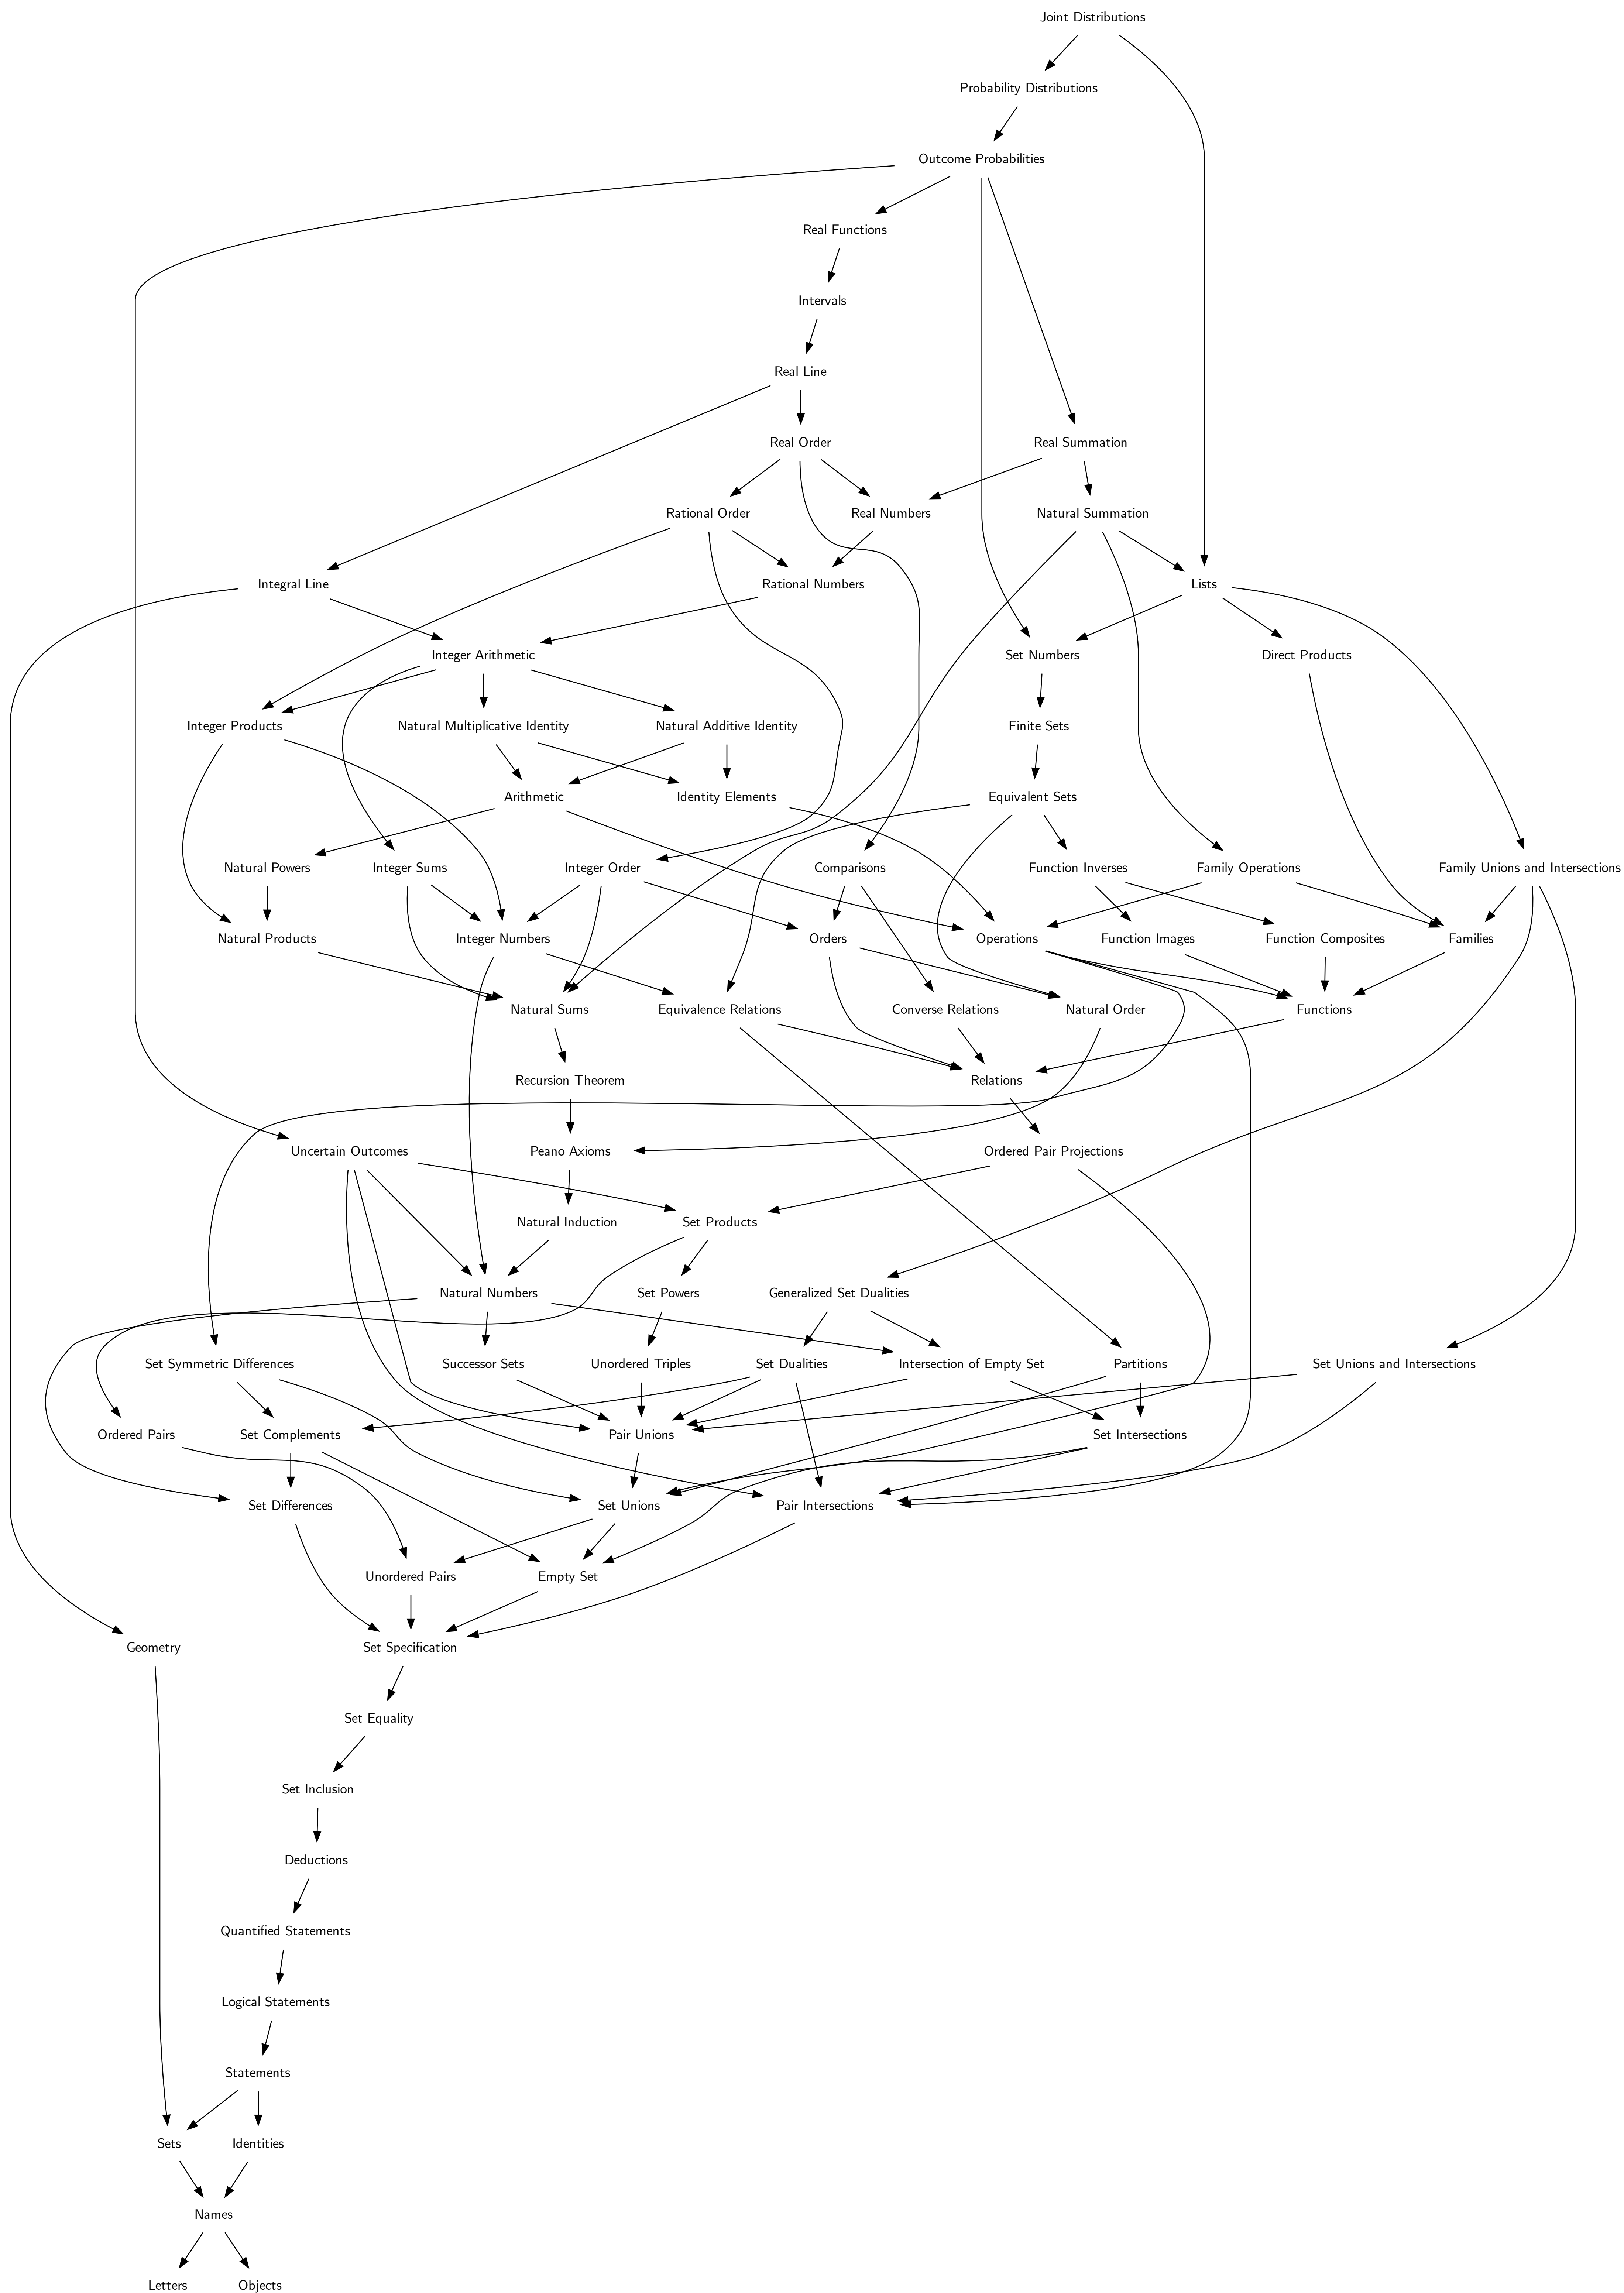 Joint Distributions
Probability Distributions
Outcome Probabilities
Real Functions
Intervals
Real Line
Real Order
Real Summation
Rational Order
Real Numbers
Natural Summation
Integral Line
Rational Numbers
Lists
Integer Arithmetic
Set Numbers
Direct Products
Integer Products
Natural Multiplicative Identity
Natural Additive Identity
Finite Sets
Arithmetic
Identity Elements
Equivalent Sets
Natural Powers
Integer Sums
Integer Order
Comparisons
Function Inverses
Family Operations
Family Unions and Intersections
Natural Products
Integer Numbers
Orders
Operations
Function Images
Function Composites
Families
Natural Sums
Equivalence Relations
Converse Relations
Natural Order
Functions
Recursion Theorem
Relations
Uncertain Outcomes
Peano Axioms
Ordered Pair Projections
Natural Induction
Set Products
Natural Numbers
Set Powers
Generalized Set Dualities
Set Symmetric Differences
Successor Sets
Unordered Triples
Set Dualities
Intersection of Empty Set
Partitions
Set Unions and Intersections
Ordered Pairs
Set Complements
Pair Unions
Set Intersections
Set Differences
Set Unions
Pair Intersections
Unordered Pairs
Empty Set
Geometry
Set Specification
Set Equality
Set Inclusion
Deductions
Quantified Statements
Logical Statements
Statements
Sets
Identities
Names
Letters
Objects